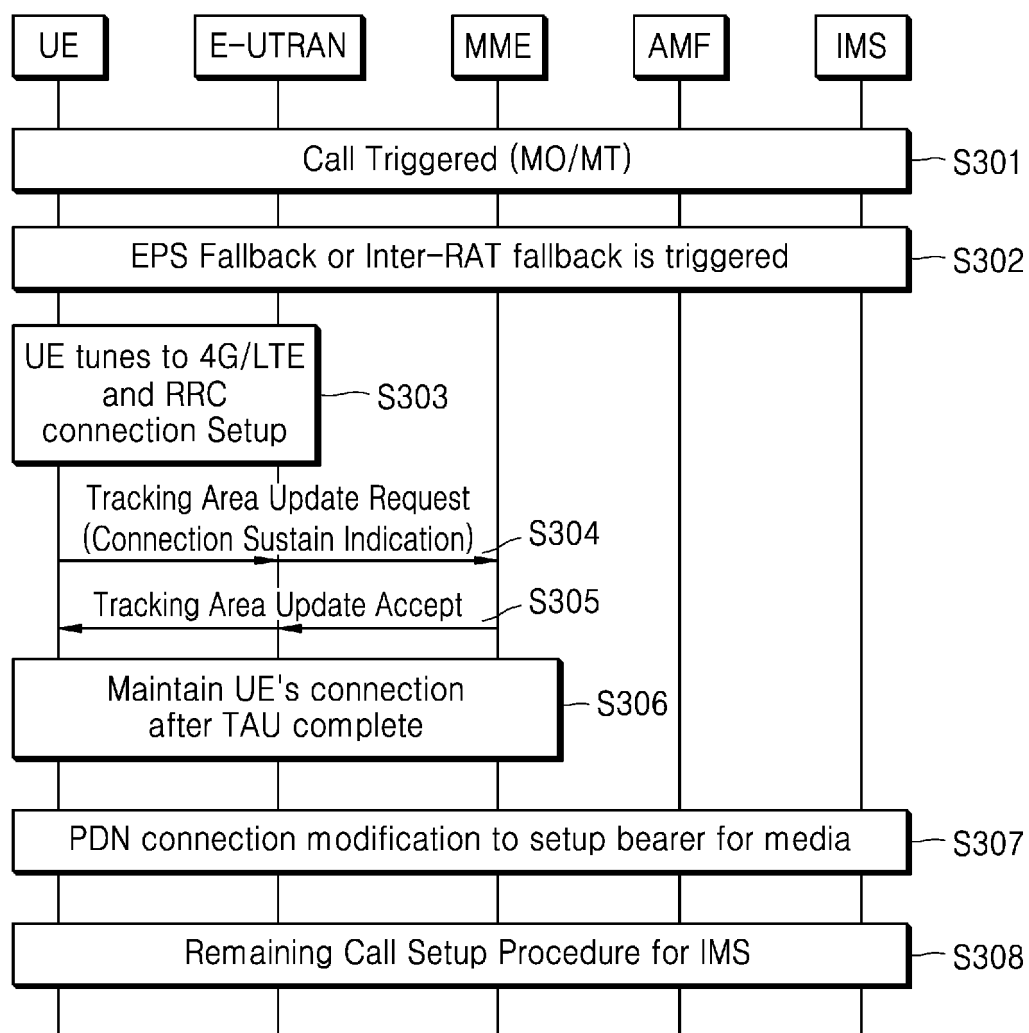 UE
E-UTRAN
MME
AMF
IMS
Call Triggered (MO/MT)
S301
EPS Fallback or Inter-RAT fallback is triggered
S302
UE tunes to 4G/LTE
and RRC
connection Setup
S303
Tracking Area Update Request
(Connection Sustain Indication)
S304
Tracking Area Update Accept
S305
Maintain UE's connection
after TAU complete
S306
PDN connection modification to setup bearer for media
S307
Remaining Call Setup Procedure for IMS
S308